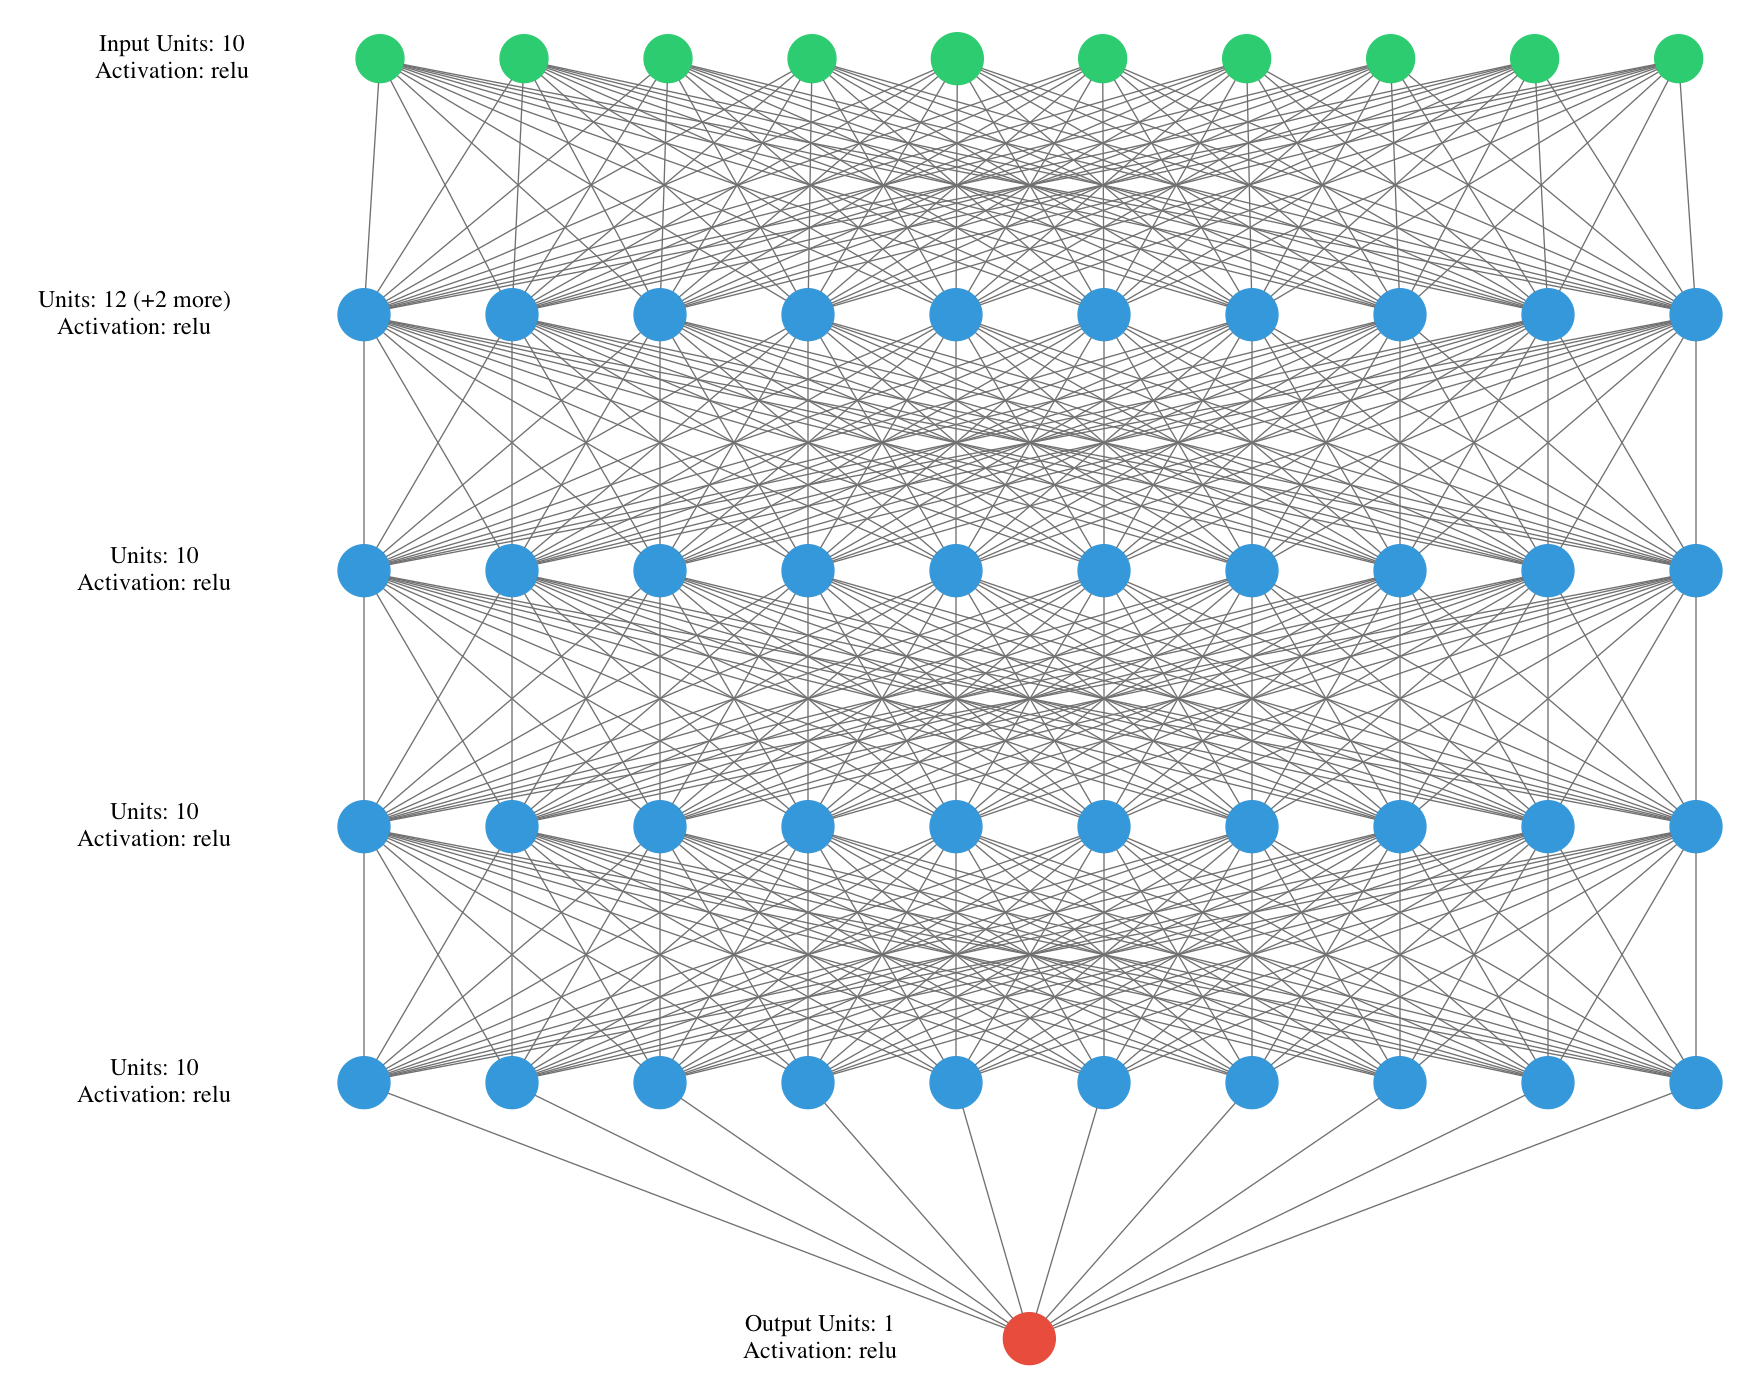 Input Units: 10
Activation: relu
Units: 12 (+2 more)
Activation: relu
Units: 10
Activation: relu
Units: 10
Activation: relu
Units: 10
Activation: relu
Output Units: 1
Activation: relu